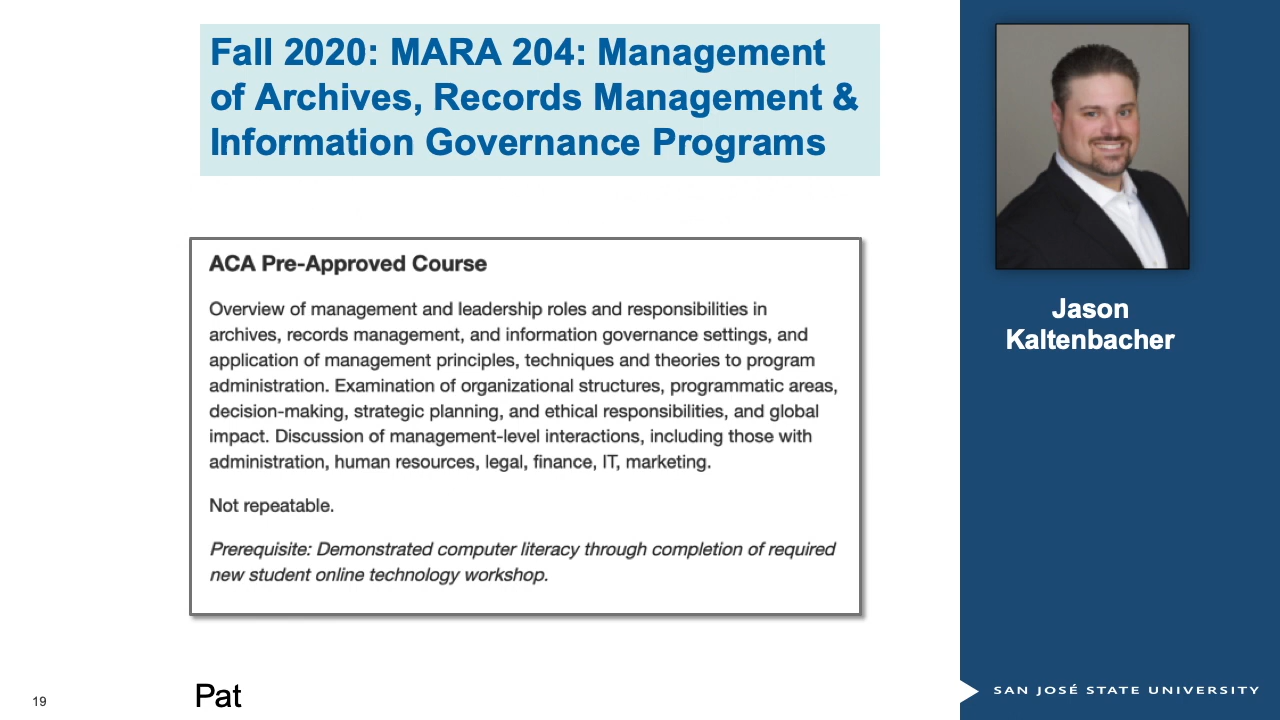 Fall 2020: MARA 204: Management
of Archives, Records Management &
Information Governance Programs
ACA Pre-Approved Course
Overview of management and leadership roles and responsibilities in
archives, records management, and information governance settings, and
application of management principles, techniques and theories to program
administration. Examination of organizational structures, programmatic areas,
decision-making, strategic planning, and ethical responsibilities, and global
impact. Discussion of management-level interactions, including those with
administration, human resources, legal, finance, IT, marketing.
Not repeatable.
Prerequisite: Demonstrated computer literacy through completion of required
new student online technology workshop.
Jason
Kaltenbacher
19
Pat
SAN JOSÉ STATE UNIVERSITY